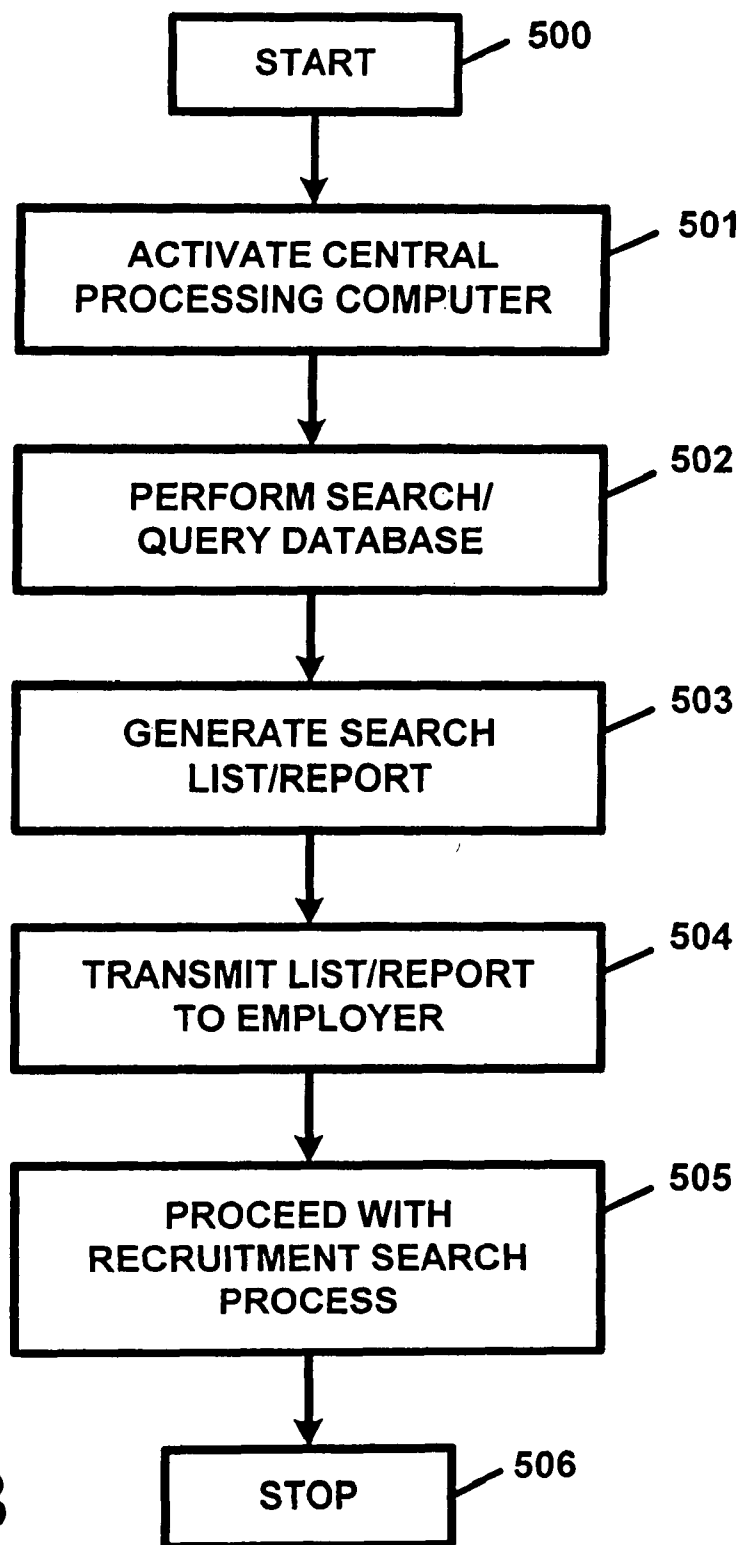 START
500
ACTIVATE CENTRAL
PROCESSING COMPUTER
501
PERFORM SEARCH/
QUERY DATABASE
502
GENERATE SEARCH
LIST/REPORT
503
TRANSMIT LIST/REPORT
TO EMPLOYER
504
PROCEED WITH
RECRUITMENT SEARCH
PROCESS
505
STOP
506